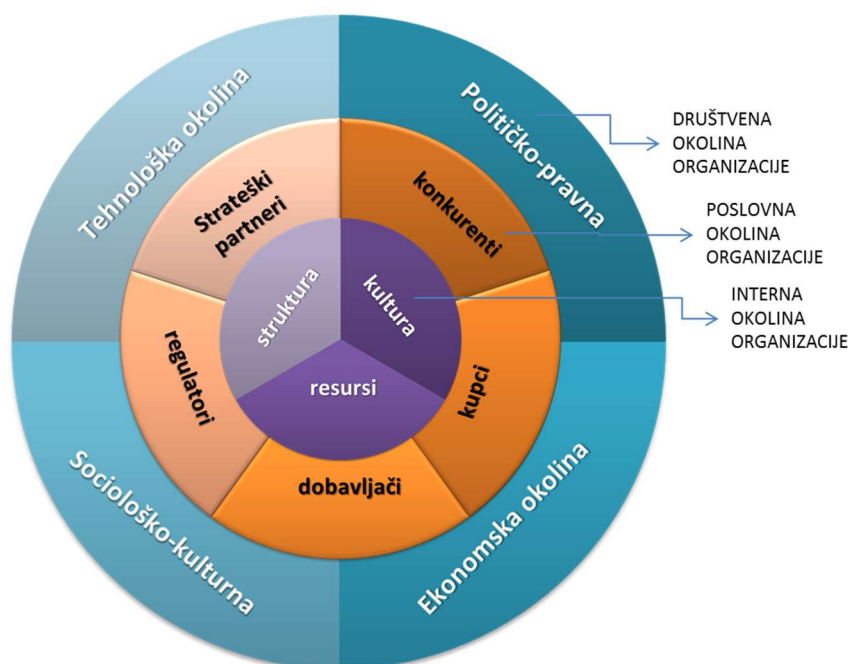 Tehnološka okolina
Političko-pravna
DRUŠTVENA
OKOLINA
ORGANIZACIJE
Strateški
partneri
konkurenti
POSLOVNA
OKOLINA
ORGANIZACIJE
struktura
kultura
INTERNA
OKOLINA
ORGANIZACIJE
regulatori
resursi
kupci
dobavljači
Sociološko-kulturna
Ekonomska okolina